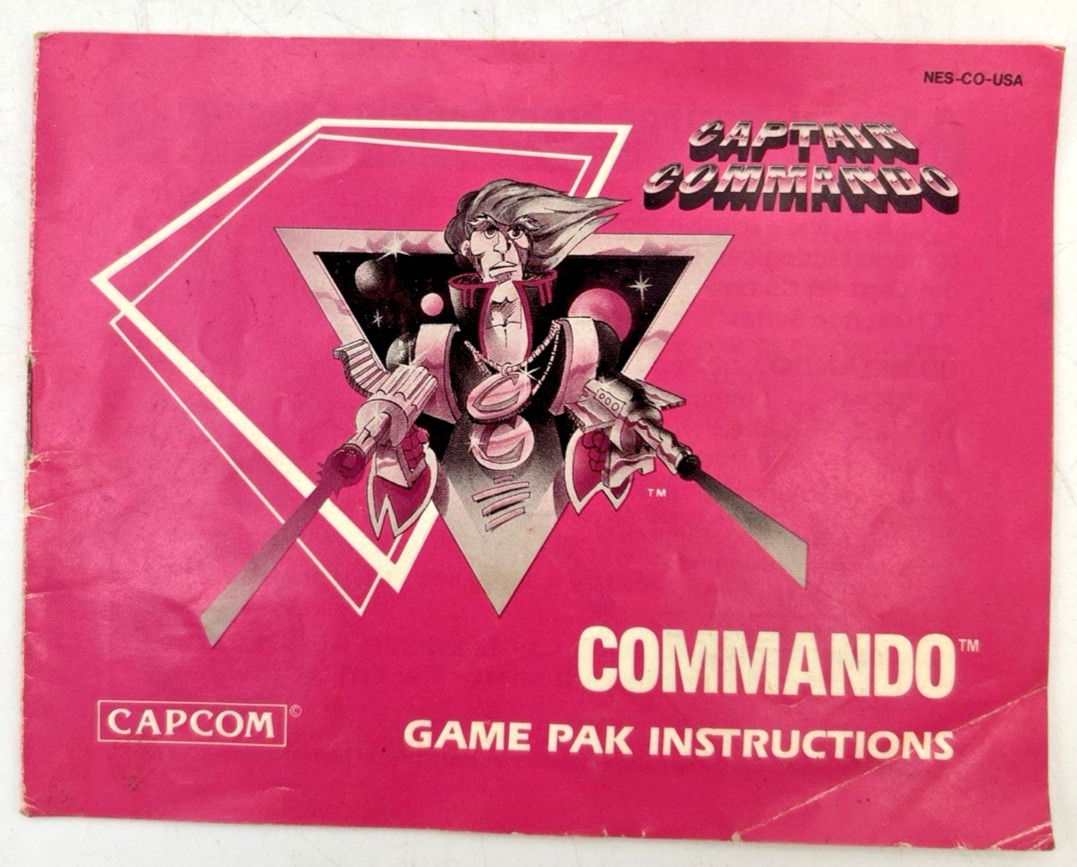 NES-CO-USA
CAPTAIN
COMMANDO
TM
COMMANDO™
CAPCOM©
GAME PAK INSTRUCTIONS